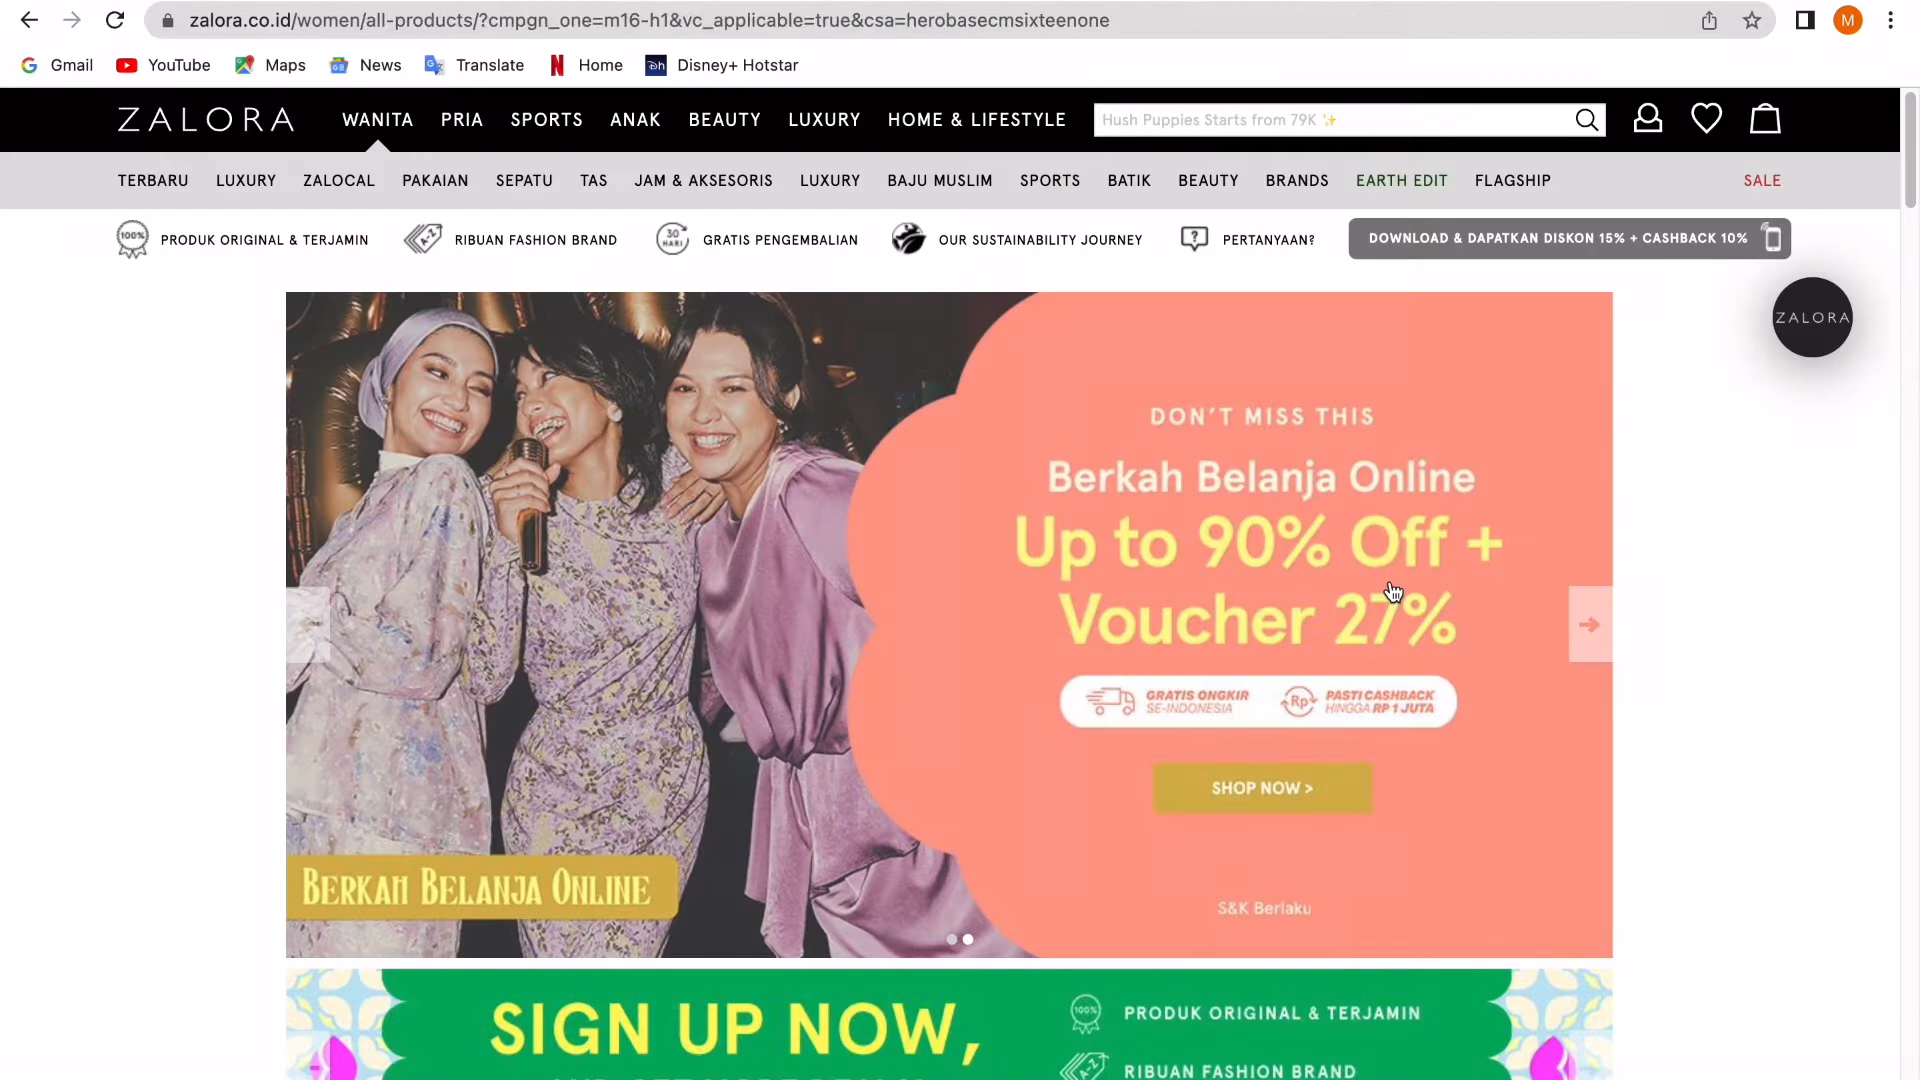 zalora.co.id/women/all-products/?cmpgn_one=m16-h1&vc_applicable=true&csa=herobasecmsixteenone
M
Gmail YouTube Maps News Translate Home Disney+ Hotstar
ZALORA WANITA PRIA SPORTS ANAK BEAUTY LUXURY HOME & LIFESTYLE Hush Puppies Starts from 79K ✨
TERBARU LUXURY ZALOCAL PAKAIAN SEPATU TAS JAM & AKSESORIS LUXURY BAJU MUSLIM SPORTS BATIK BEAUTY BRANDS EARTH EDIT FLAGSHIP SALE
100% PRODUK ORIGINAL & TERJAMIN A-Z RIBUAN FASHION BRAND 30 HARI GRATIS PENGEMBALIAN OUR SUSTAINABILITY JOURNEY ? PERTANYAAN? DOWNLOAD & DAPATKAN DISKON 15% + CASHBACK 10%
ZALORA
DON'T MISS THIS
Berkah Belanja Online
Up to 90% Off +
Voucher 27%
GRATIS ONGKIR
SE-INDONESIA
Rp
PASTI CASHBACK
HINGGA RP 1 JUTA
SHOP NOW >
BERKAH BELANJA ONLINE
S&K Berlaku
SIGN UP NOW,
100% PRODUK ORIGINAL & TERJAMIN
A-Z RIBUAN FASHION BRAND